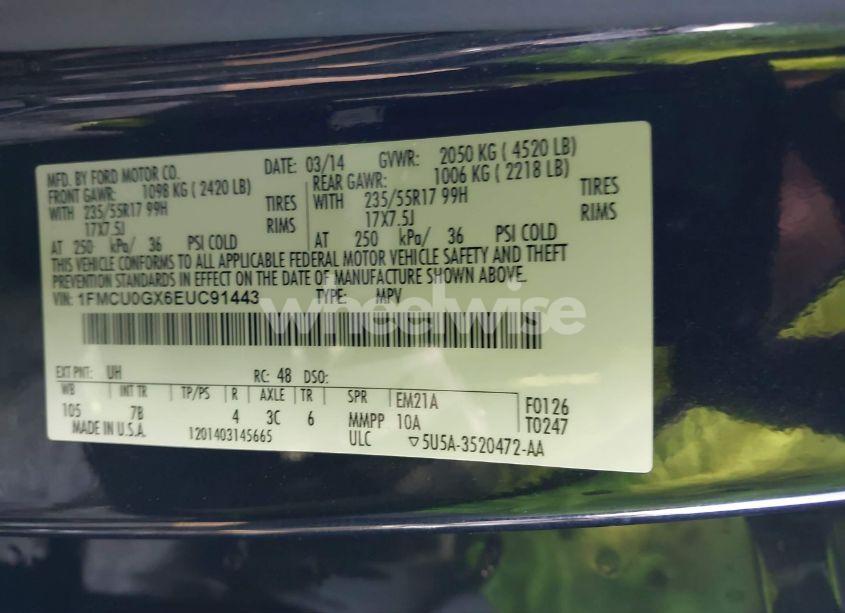 MFD. BY FORD MOTOR CO. DATE: 03/14 GVWR: 2050 KG ( 4520 LB)
FRONT GAWR: 1098 KG ( 2420 LB) REAR GAWR: 1006 KG ( 2218 LB)
WITH 235/55R17 99H TIRES WITH 235/55R17 99H TIRES
17X7.5J RIMS 17X7.5J RIMS
AT 250 kPa/ 36 PSI COLD AT 250 kPa/ 36 PSI COLD
THIS VEHICLE CONFORMS TO ALL APPLICABLE FEDERAL MOTOR VEHICLE SAFETY AND THEFT
PREVENTION STANDARDS IN EFFECT ON THE DATE OF MANUFACTURE SHOWN ABOVE.
VIN: 1FMCU0GX6EUC91443 TYPE: MPV
wheelwise
EXT PNT: UH RC: 48 DSO:
WB INT TR TP/PS R AXLE TR SPR EM21A F0126
105 7B 4 3C 6 MMPP 10A T0247
MADE IN U.S.A. 1201403145665 ULC ▽5U5A-3520472-AA